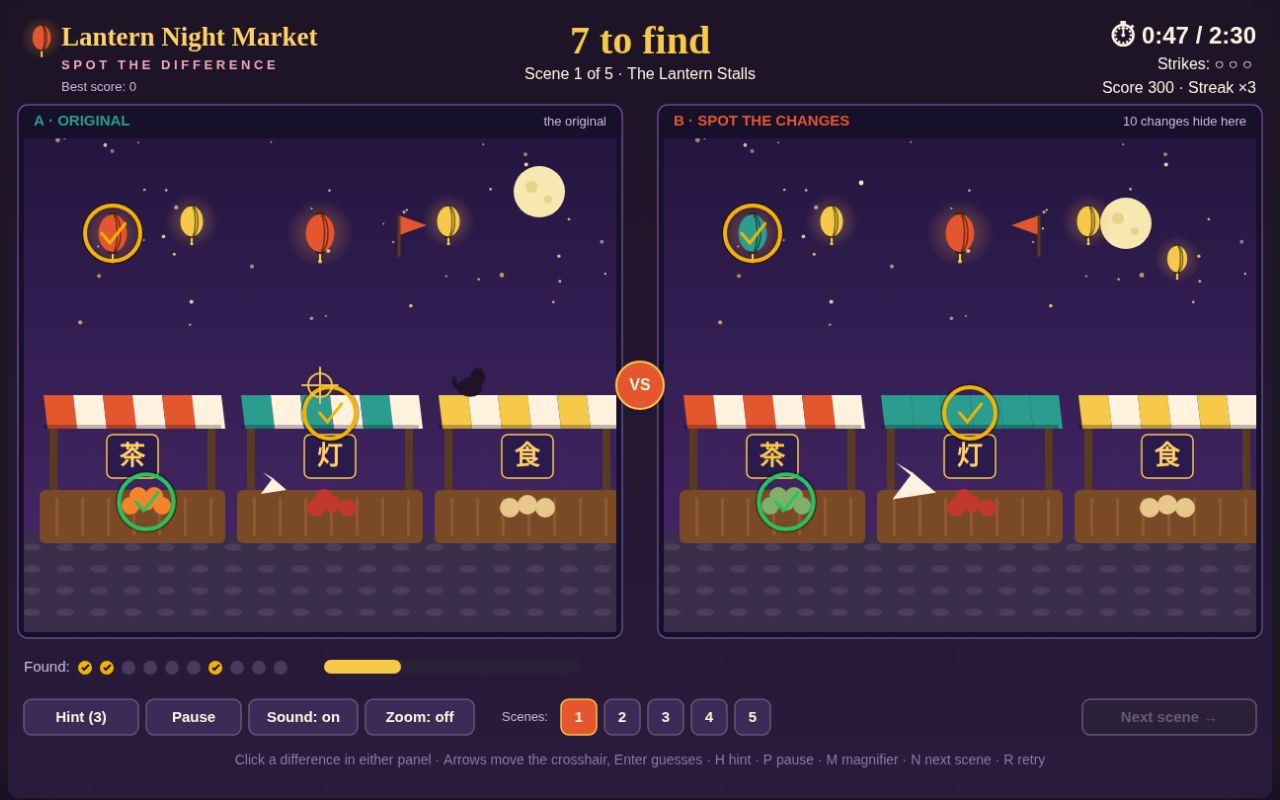 Lantern Night Market
SPOT THE DIFFERENCE
Best score: 0
7 to find
Scene 1 of 5 · The Lantern Stalls
0:47 / 2:30
Strikes: ○ ○ ○
Score 300 · Streak ×3
A · ORIGINAL
the original
B · SPOT THE CHANGES
10 changes hide here
VS
茶
灯
食
茶
灯
食
Found:
Hint (3)
Pause
Sound: on
Zoom: off
Scenes:
1
2
3
4
5
Next scene →
Click a difference in either panel · Arrows move the crosshair, Enter guesses · H hint · P pause · M magnifier · N next scene · R retry